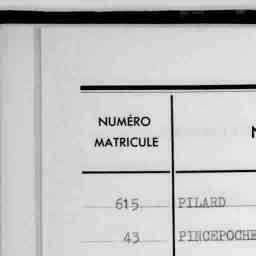 NUMÉRO
MATRICULE
615 PILARD
43 PINCEPOCHE